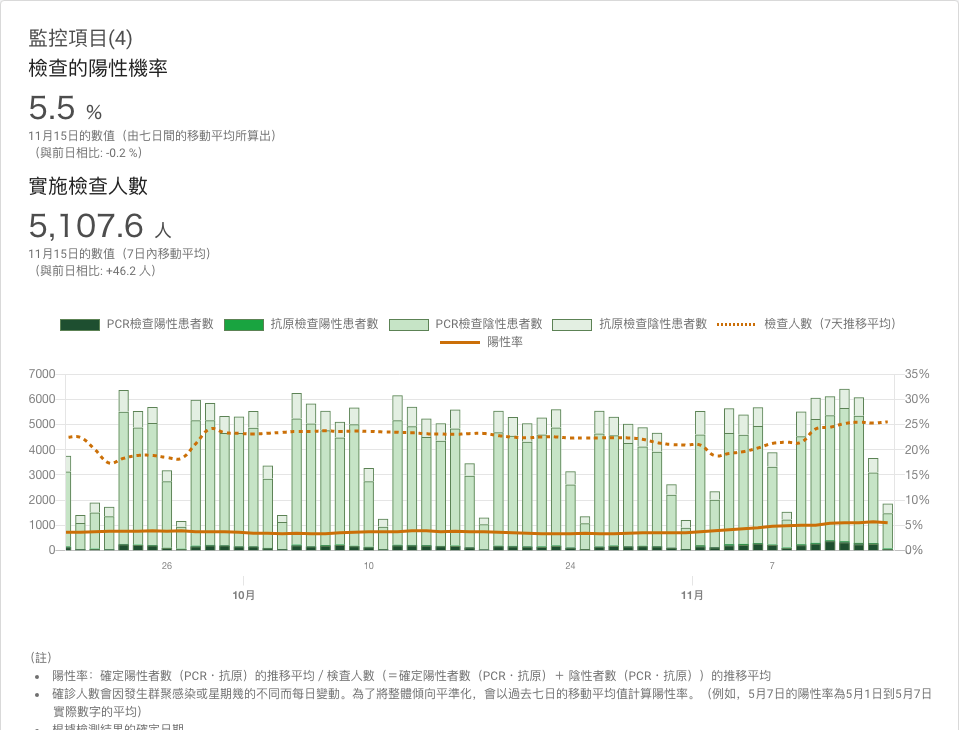 監控項目(4)
檢查的陽性機率
5.5 %
11月15日的數值（由七日間的移動平均所算出）
（與前日相比: -0.2 %）
實施檢查人數
5,107.6 人
11月15日的數值（7日內移動平均）
（與前日相比: +46.2 人）
PCR檢查陽性患者數 抗原檢查陽性患者數 PCR檢查陰性患者數 抗原檢查陰性患者數 檢查人數（7天推移平均）
陽性率
7000 35%
6000 30%
5000 25%
4000 20%
3000 15%
2000 10%
1000 5%
0 0%
26 10 24 7
10月 11月
（註）
陽性率：確定陽性者數（PCR・抗原）的推移平均 / 検査人數（＝確定陽性者數（PCR・抗原）＋ 陰性者數（PCR・抗原））的推移平均
確診人數會因發生群聚感染或星期幾的不同而每日變動。為了將整體傾向平準化，會以過去七日的移動平均值計算陽性率。（例如，5月7日的陽性率為5月1日到5月7日
實際數字的平均）
根據檢測結果的確定日期